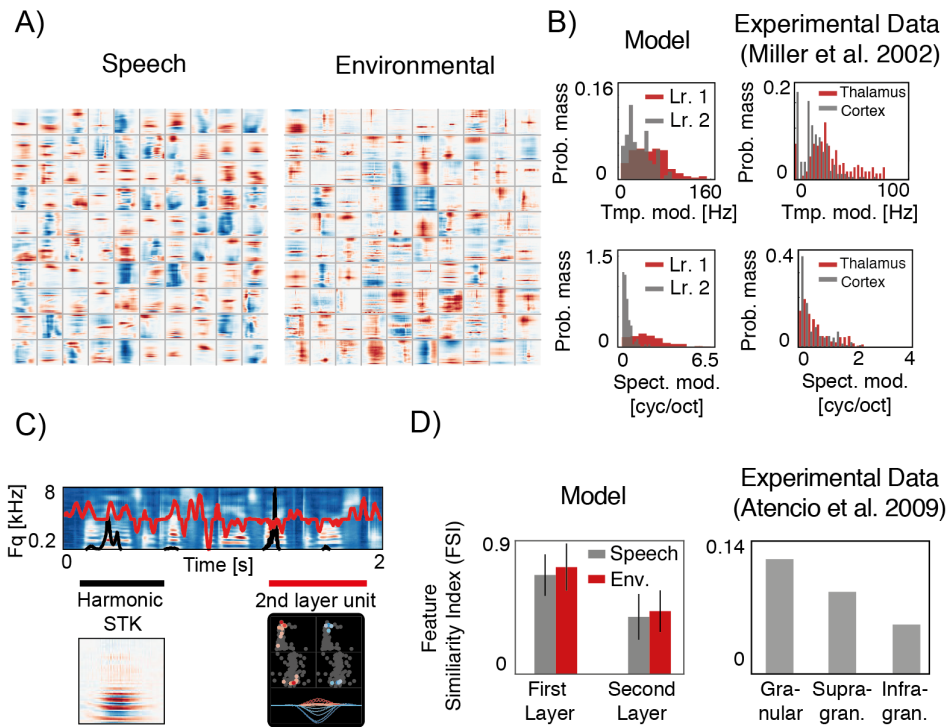 A)
Speech
Environmental
B)
Model
Experimental Data
(Miller et al. 2002)
Prob. mass
0.16
0
Lr. 1
Lr. 2
0
160
Tmp. mod. [Hz]
Prob. mass
0.2
0
Thalamus
Cortex
0
100
Tmp. mod. [Hz]
Prob. mass
1.5
0
Lr. 1
Lr. 2
0
6.5
Spect. mod.
[cyc/oct]
Prob. mass
0.4
0
Thalamus
Cortex
0
2
4
Spect. mod.
[cyc/oct]
C)
Fq [kHz]
8
0.2
0
Time [s]
2
Harmonic
STK
2nd layer unit
D)
Model
Feature
Similiarity Index (FSI)
0.9
0
Speech
Env.
First
Layer
Second
Layer
Experimental Data
(Atencio et al. 2009)
0.14
0
Gra-
nular
Supra-
gran.
Infra-
gran.